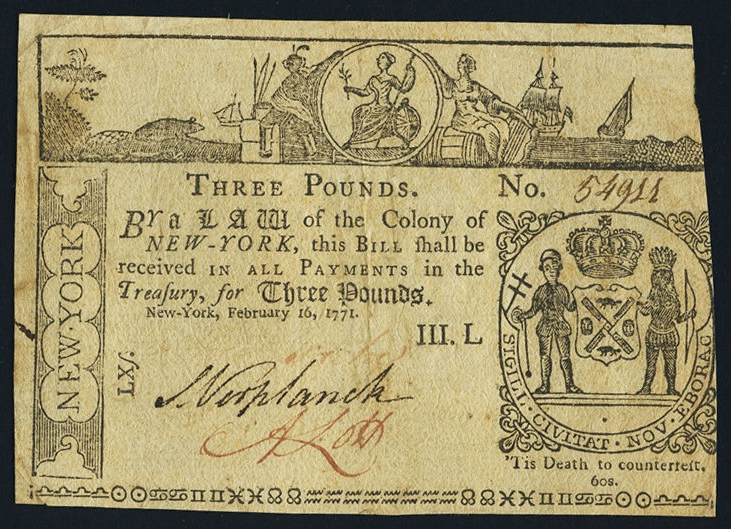 THREE POUNDS. No. 54911
By a LAW of the Colony of
NEW-YORK, this BILL ſhall be
received IN ALL PAYMENTS in the
Treaſury, for Three Pounds.
New-York, February 16, 1771.
III. L
NEW-YORK
LXſ.
S Verplanck
A Lott
SIGILL · CIVITAT · NOV · EBORAC
'Tis Death to counterfeit.
60s.